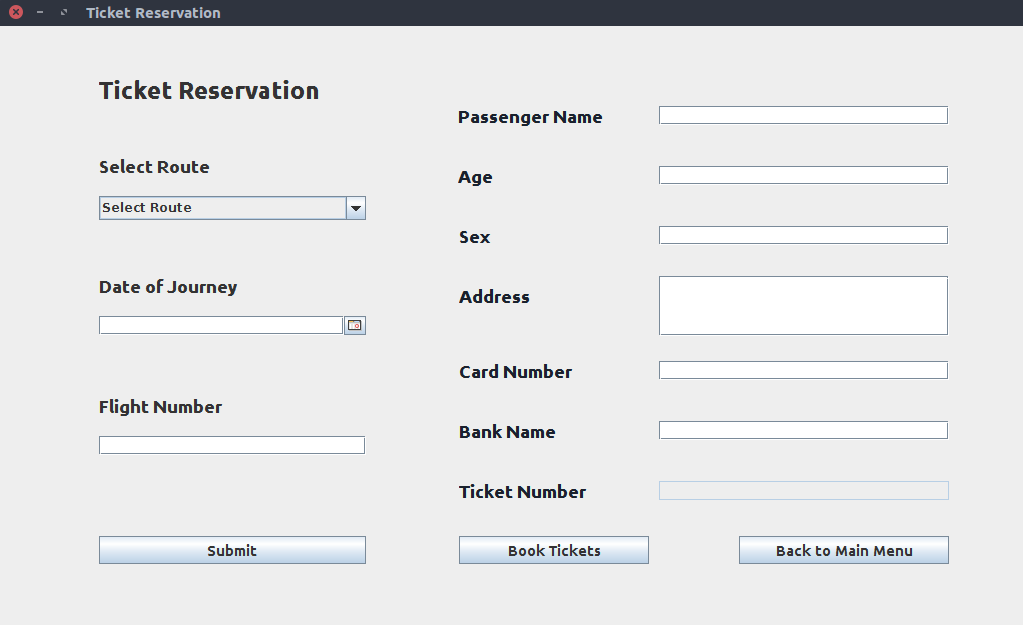 Ticket Reservation
Ticket Reservation
Select Route
Select Route
Date of Journey
Flight Number
Submit
Passenger Name
Age
Sex
Address
Card Number
Bank Name
Ticket Number
Book Tickets
Back to Main Menu